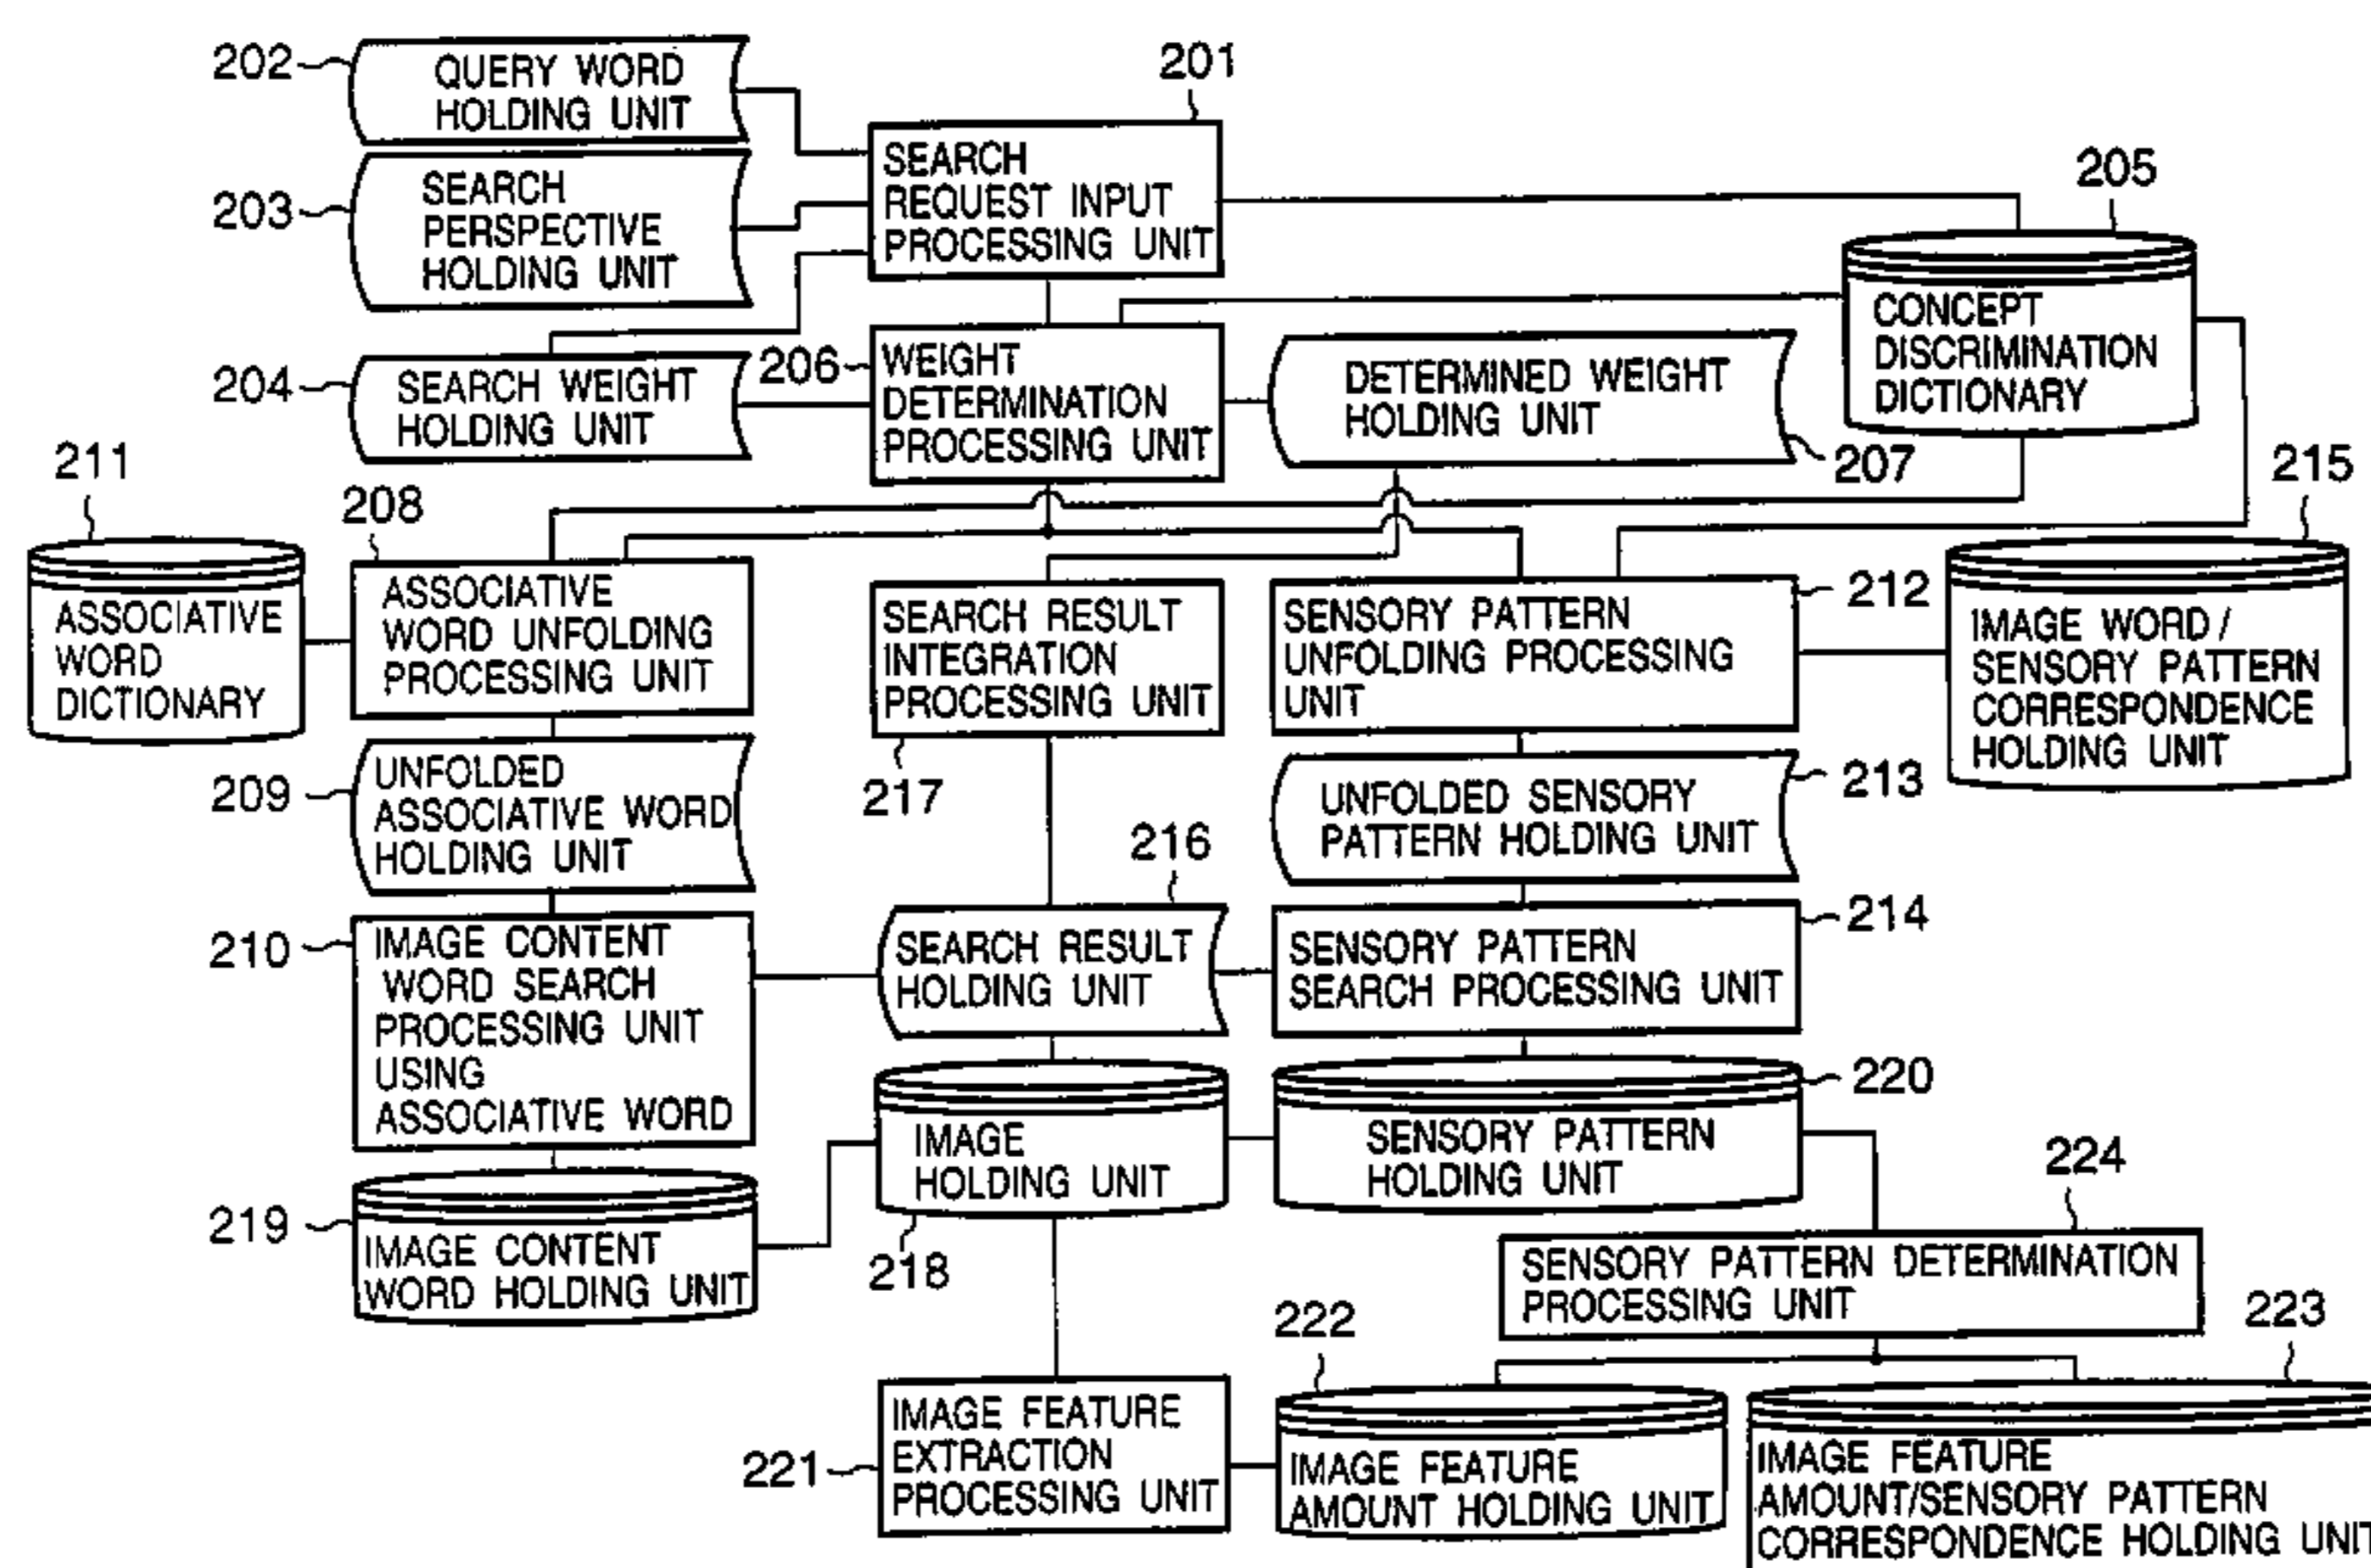 202
QUERY WORD
HOLDING UNIT
201
SEARCH
REQUEST INPUT
PROCESSING UNIT
203
SEARCH
PERSPECTIVE
HOLDING UNIT
205
CONCEPT
DISCRIMINATION
DICTIONARY
204
SEARCH WEIGHT
HOLDING UNIT
206
WEIGHT
DETERMINATION
PROCESSING UNIT
DETERMINED WEIGHT
HOLDING UNIT
207
211
ASSOCIATIVE
WORD
DICTIONARY
208
ASSOCIATIVE
WORD UNFOLDING
PROCESSING UNIT
SEARCH RESULT
INTEGRATION
PROCESSING UNIT
217
SENSORY PATTERN
UNFOLDING PROCESSING
UNIT
212
215
IMAGE WORD /
SENSORY PATTERN
CORRESPONDENCE
HOLDING UNIT
209
UNFOLDED
ASSOCIATIVE WORD
HOLDING UNIT
UNFOLDED SENSORY
PATTERN HOLDING UNIT
213
210
IMAGE CONTENT
WORD SEARCH
PROCESSING UNIT
USING
ASSOCIATIVE WORD
216
SEARCH RESULT
HOLDING UNIT
SENSORY PATTERN
SEARCH PROCESSING UNIT
214
219
IMAGE CONTENT
WORD HOLDING UNIT
IMAGE
HOLDING UNIT
218
SENSORY PATTERN
HOLDING UNIT
220
224
SENSORY PATTERN DETERMINATION
PROCESSING UNIT
221
IMAGE FEATURE
EXTRACTION
PROCESSING UNIT
222
IMAGE FEATURE
AMOUNT HOLDING UNIT
223
IMAGE FEATURE
AMOUNT/SENSORY PATTERN
CORRESPONDENCE HOLDING UNIT